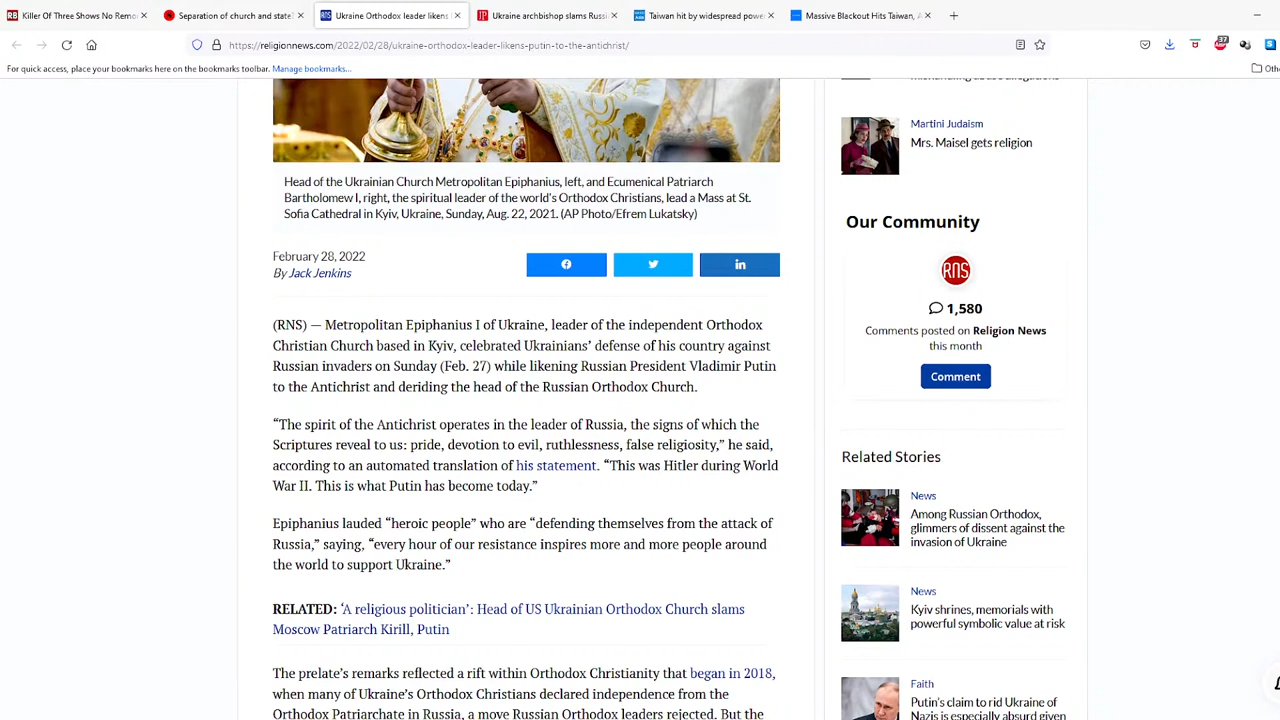 Killer Of Three Shows No Remo
Separation of church and state?
Ukraine Orthodox leader likens
Ukraine archbishop slams Russi
Taiwan hit by widespread power
Massive Blackout Hits Taiwan, A
https://religionnews.com/2022/02/28/ukraine-orthodox-leader-likens-putin-to-the-antichrist/
37
For quick access, place your bookmarks here on the bookmarks toolbar. Manage bookmarks...
Othe
Head of the Ukrainian Church Metropolitan Epiphanius, left, and Ecumenical Patriarch
Bartholomew I, right, the spiritual leader of the world's Orthodox Christians, lead a Mass at St.
Sofia Cathedral in Kyiv, Ukraine, Sunday, Aug. 22, 2021. (AP Photo/Efrem Lukatsky)
February 28, 2022
By Jack Jenkins
(RNS) — Metropolitan Epiphanius I of Ukraine, leader of the independent Orthodox
Christian Church based in Kyiv, celebrated Ukrainians’ defense of his country against
Russian invaders on Sunday (Feb. 27) while likening Russian President Vladimir Putin
to the Antichrist and deriding the head of the Russian Orthodox Church.
“The spirit of the Antichrist operates in the leader of Russia, the signs of which the
Scriptures reveal to us: pride, devotion to evil, ruthlessness, false religiosity,” he said,
according to an automated translation of his statement. “This was Hitler during World
War II. This is what Putin has become today.”
Epiphanius lauded “heroic people” who are “defending themselves from the attack of
Russia,” saying, “every hour of our resistance inspires more and more people around
the world to support Ukraine.”
RELATED: ‘A religious politician’: Head of US Ukrainian Orthodox Church slams
Moscow Patriarch Kirill, Putin
The prelate’s remarks reflected a rift within Orthodox Christianity that began in 2018,
when many of Ukraine’s Orthodox Christians declared independence from the
Orthodox Patriarchate in Russia, a move Russian Orthodox leaders rejected. But the
Martini Judaism
Mrs. Maisel gets religion
Our Community
RNS
1,580
Comments posted on Religion News
this month
Comment
Related Stories
News
Among Russian Orthodox,
glimmers of dissent against the
invasion of Ukraine
News
Kyiv shrines, memorials with
powerful symbolic value at risk
Faith
Putin’s claim to rid Ukraine of
Nazis is especially absurd given